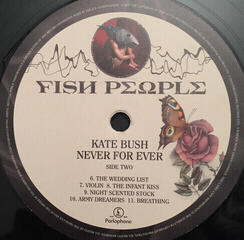 FISH PEOPLE
KATE BUSH
NEVER FOR EVER
SIDE TWO
6. THE WEDDING LIST
7. VIOLIN 8. THE INFANT KISS
9. NIGHT SCENTED STOCK
10. ARMY DREAMERS 11. BREATHING
Parlophone